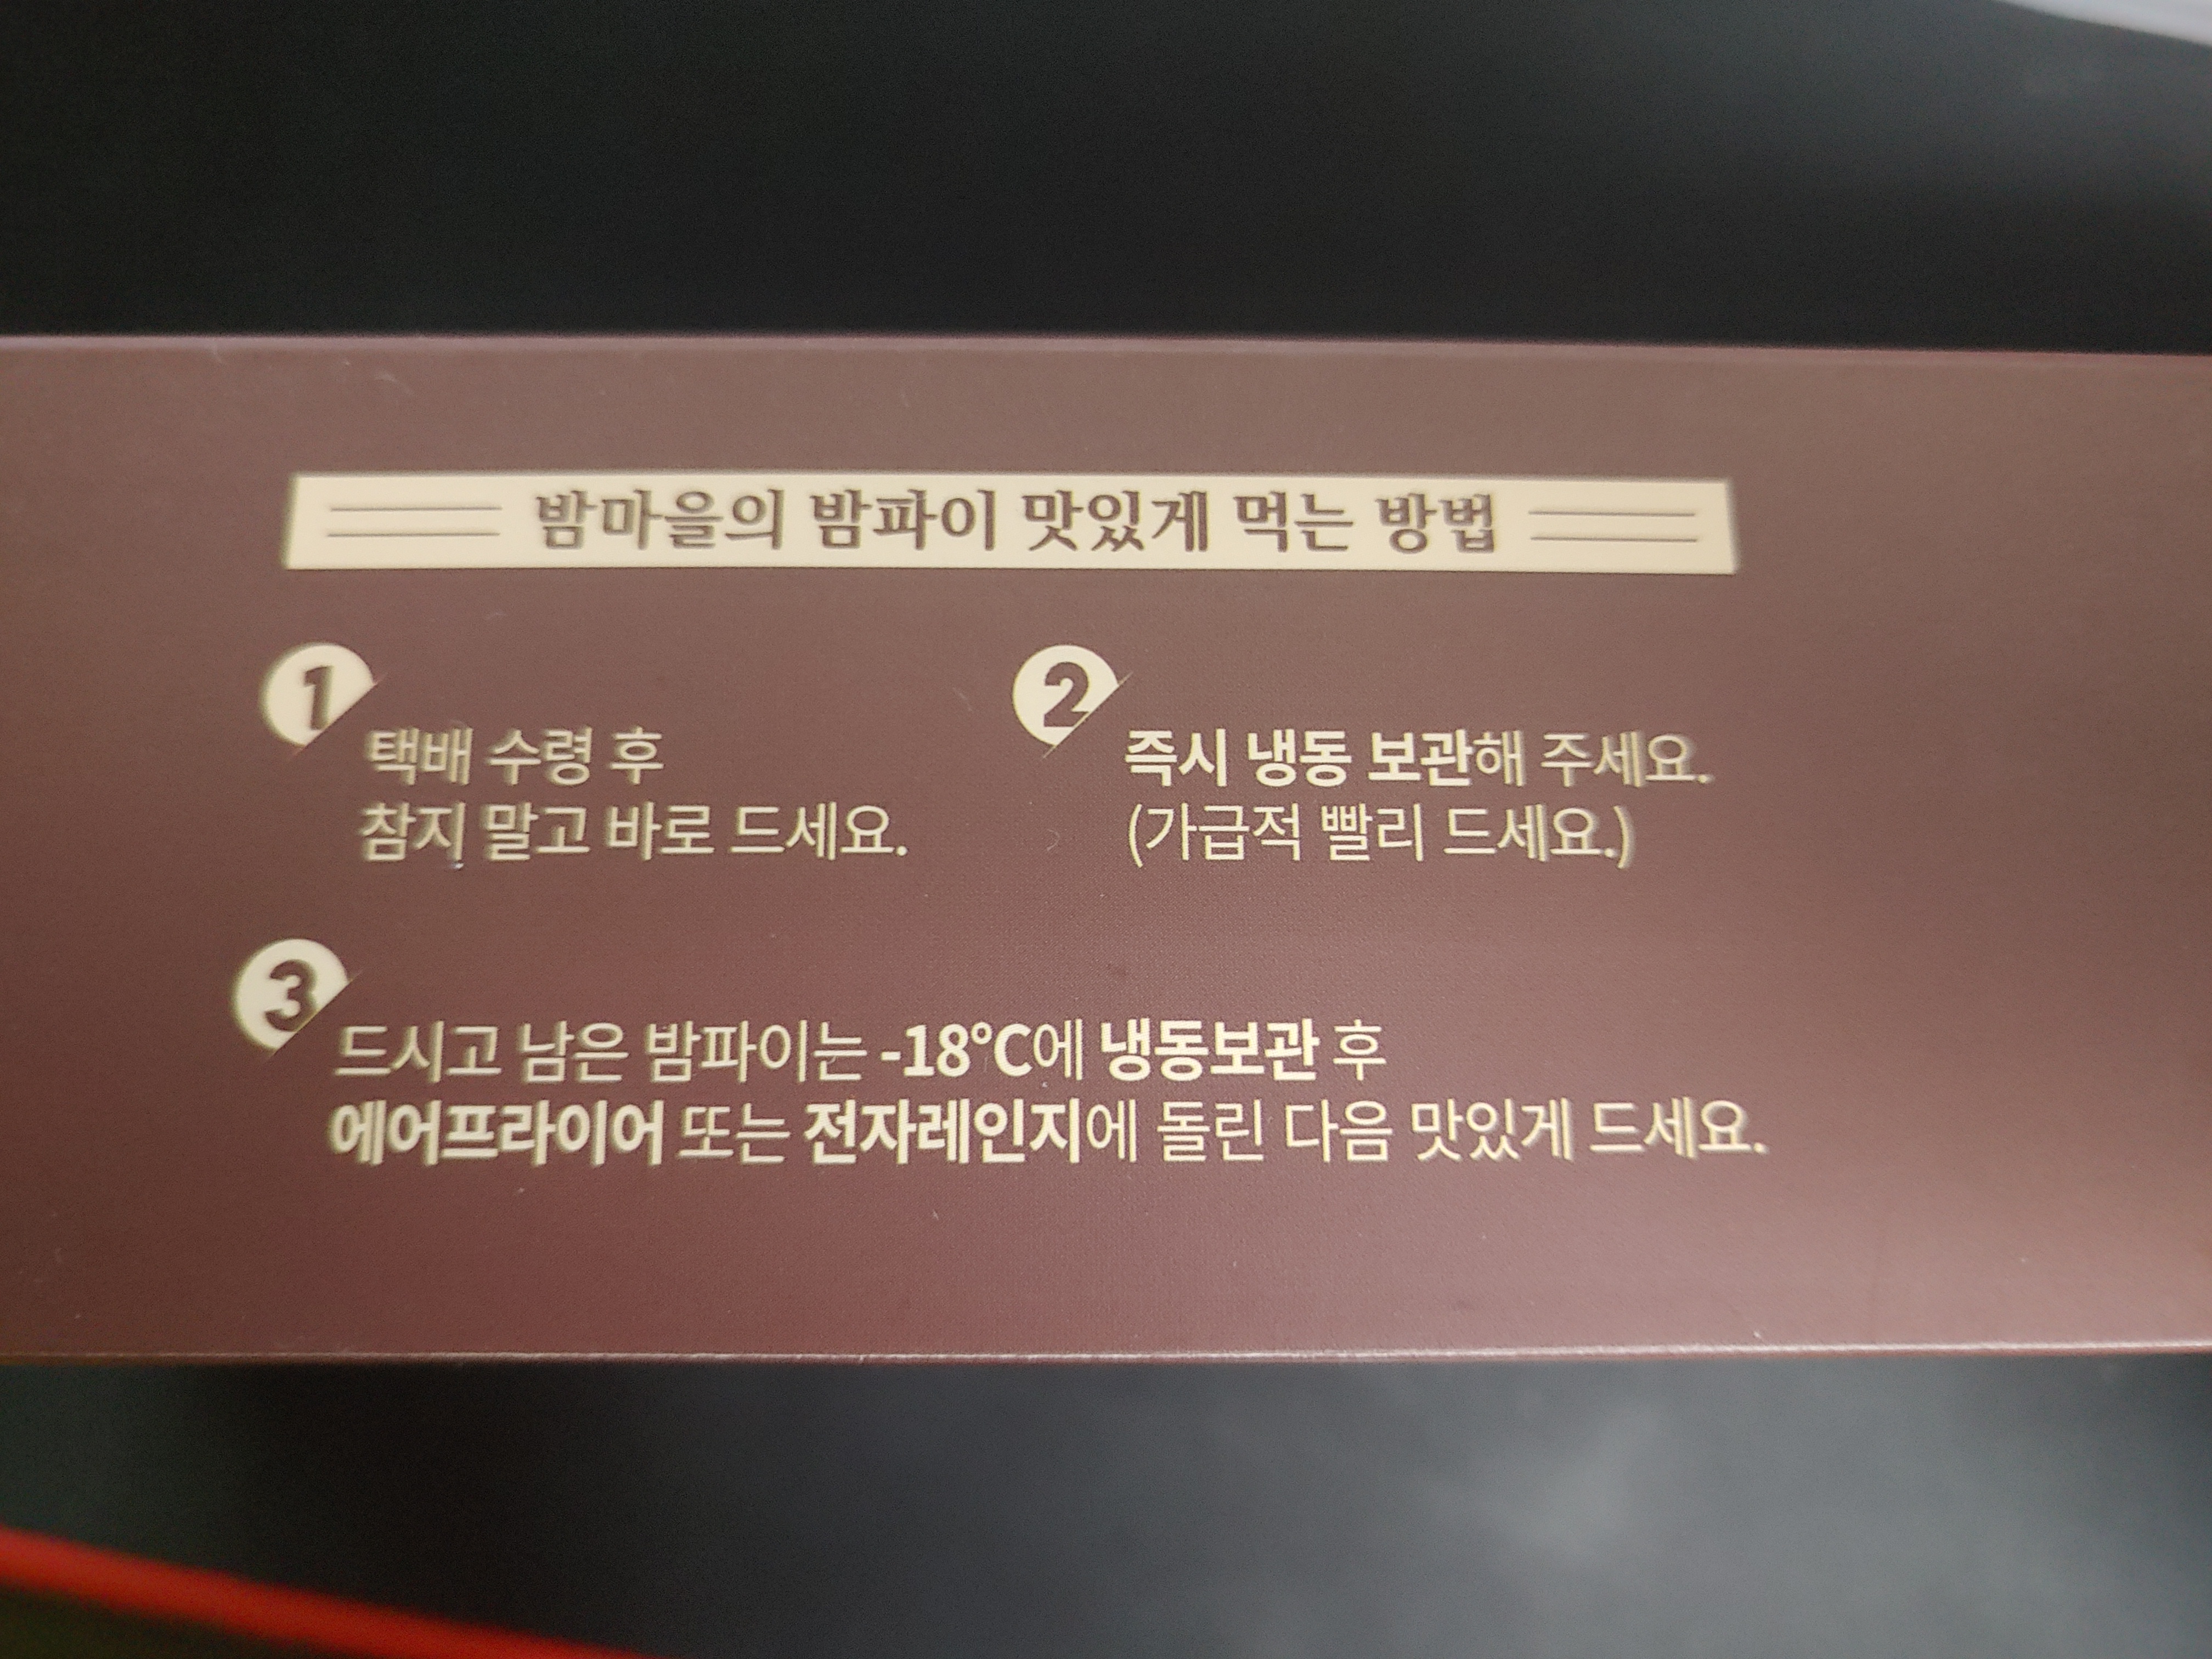 밤마을의 밤파이 맛있게 먹는 방법
1
택배 수령 후
참지 말고 바로 드세요.
2
즉시 냉동 보관해 주세요.
(가급적 빨리 드세요.)
3
드시고 남은 밤파이는 -18°C에 냉동보관 후
에어프라이어 또는 전자레인지에 돌린 다음 맛있게 드세요.